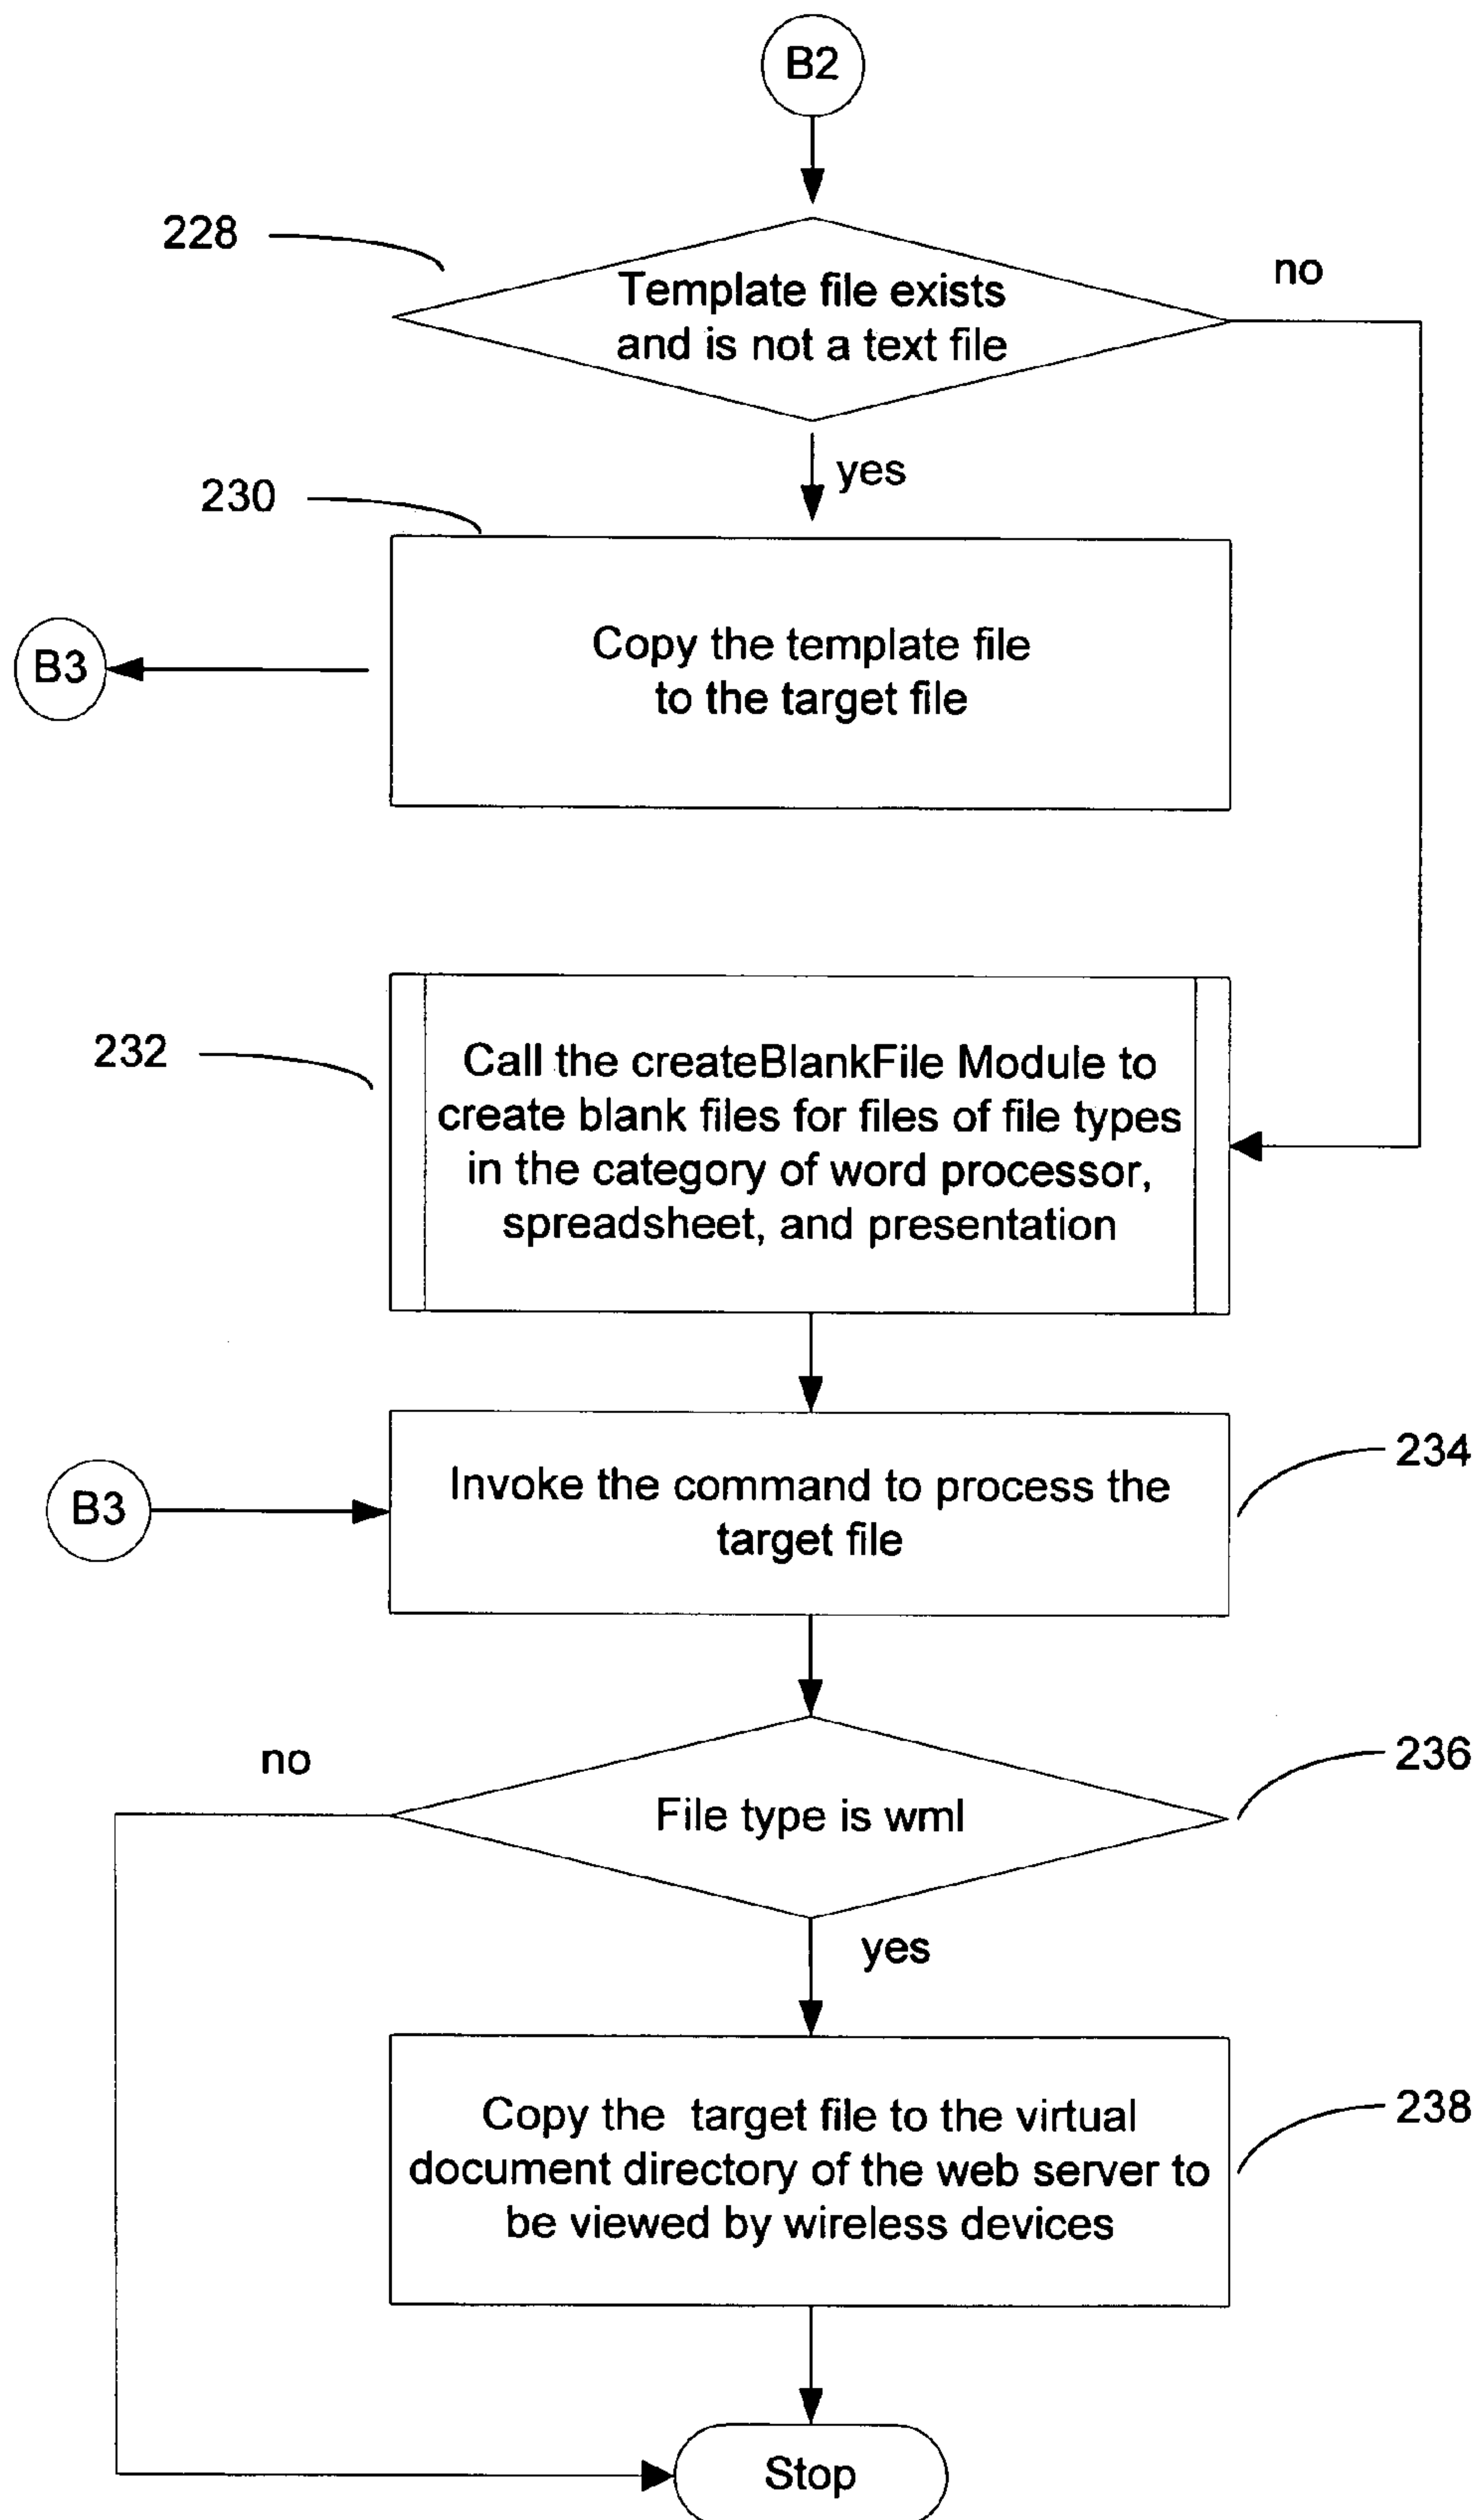 B2
228
Template file exists
and is not a text file
no
yes
230
Copy the template file
to the target file
B3
232
Call the createBlankFile Module to
create blank files for files of file types
in the category of word processor,
spreadsheet, and presentation
234
Invoke the command to process the
target file
B3
236
no
File type is wml
yes
238
Copy the target file to the virtual
document directory of the web server to
be viewed by wireless devices
Stop